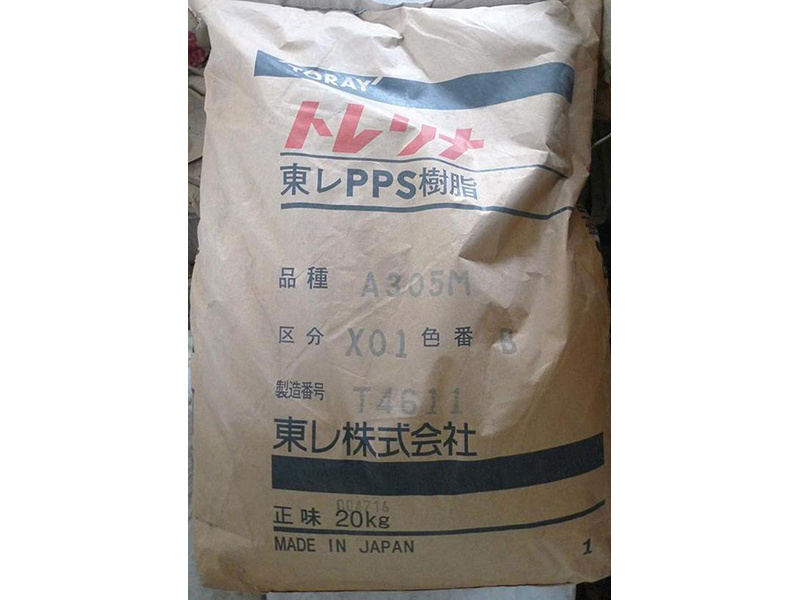 TORAY
トレリナ
東レPPS樹脂
品種 A305M
区分 X01 色番 B
製造番号 T4611
東レ株式会社
004716
正味 20kg
MADE IN JAPAN
1